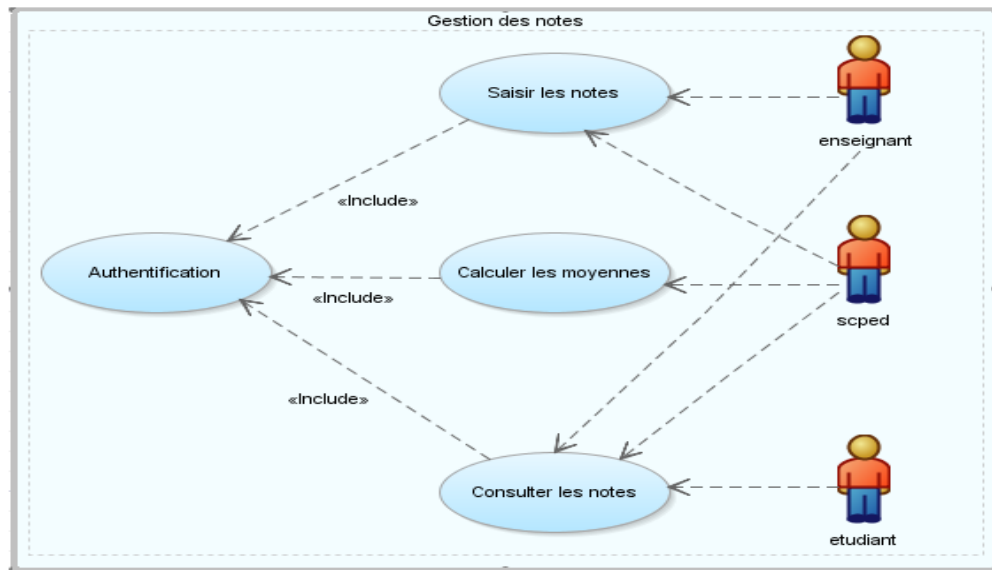 Gestion des notes
Saisir les notes
enseignant
«Include»
Authentification
Calculer les moyennes
«Include»
scped
«Include»
Consulter les notes
etudiant